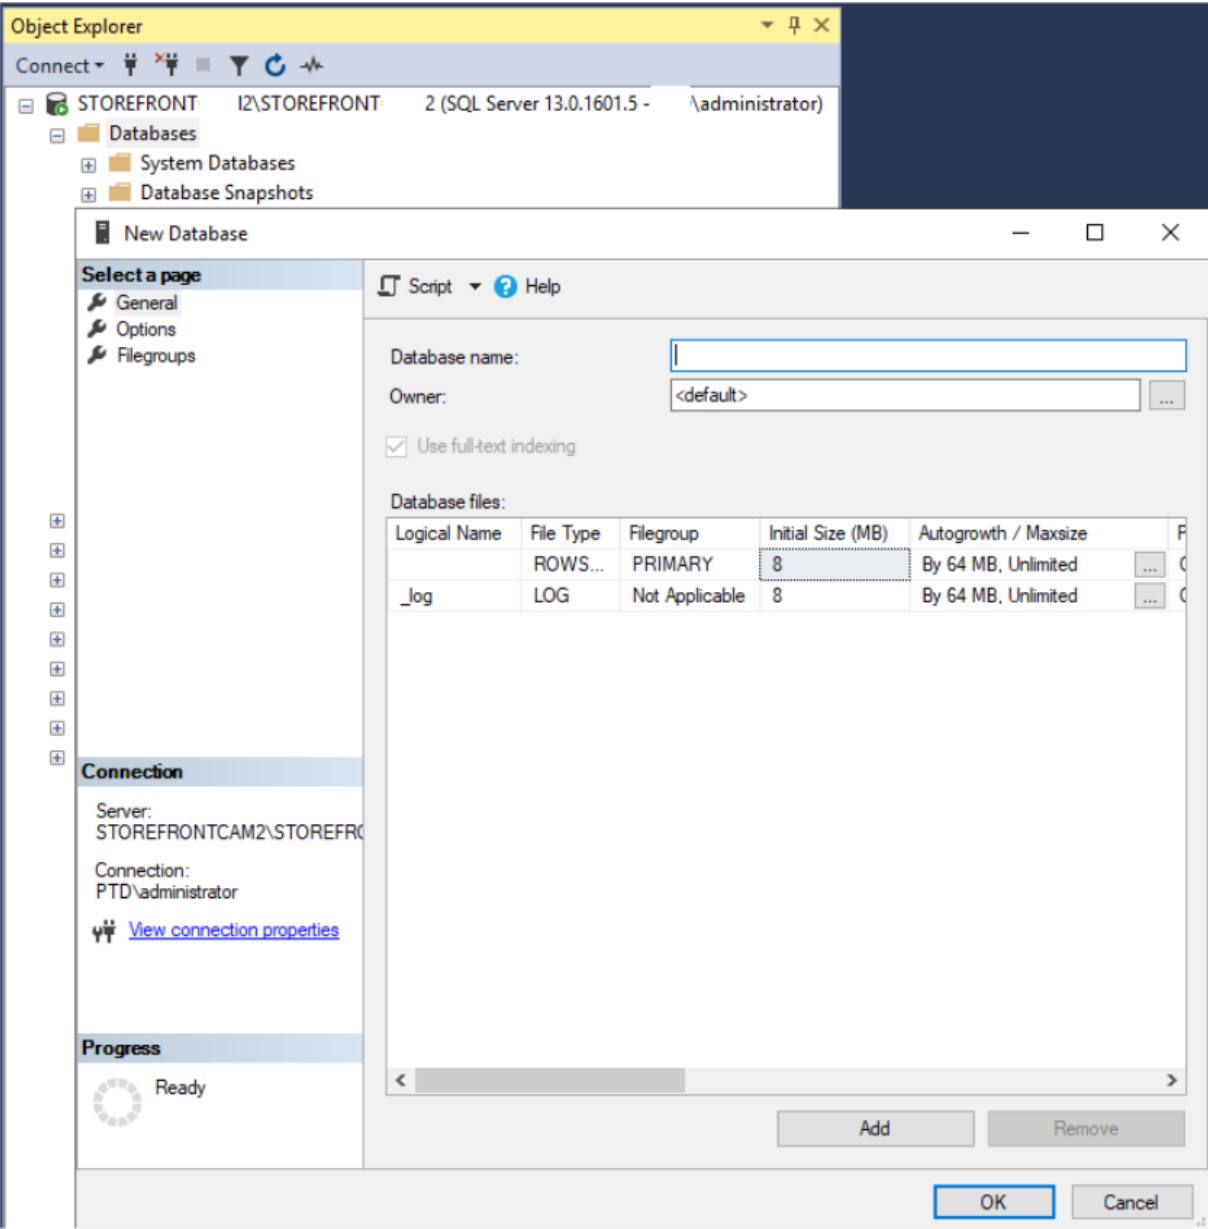 Object Explorer
Connect
STOREFRONT I2\STOREFRONT 2 (SQL Server 13.0.1601.5 - \administrator)
Databases
System Databases
Database Snapshots
New Database
Select a page
General
Options
Filegroups
Script Help
Database name:
Owner: <default> ...
Use full-text indexing
Database files:
Logical Name File Type Filegroup Initial Size (MB) Autogrowth / Maxsize
ROWS... PRIMARY 8 By 64 MB, Unlimited ...
_log LOG Not Applicable 8 By 64 MB, Unlimited ...
Connection
Server:
STOREFRONTCAM2\STOREFR
Connection:
PTD\administrator
View connection properties
Progress
Ready
Add Remove
OK Cancel